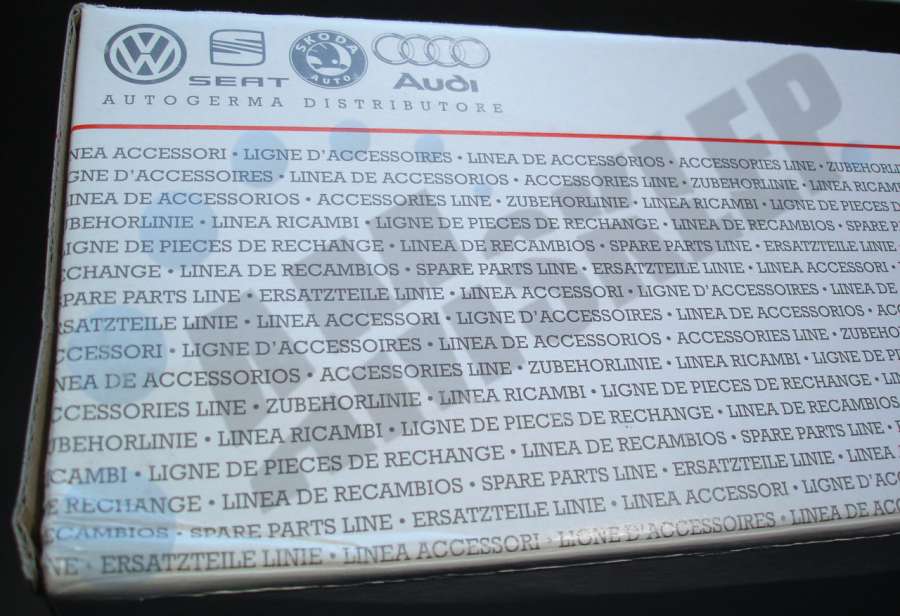 VW SEAT SKODA AUTO Audi
AUTOGERMA DISTRIBUTORE
NEA ACCESSORI • LIGNE D'ACCESSOIRES • LINEA DE ACCESSORIOS • ACCESSORIES LINE • ZUBEHORLI
GNE D'ACCESSOIRES • LINEA DE ACCESSORIOS • ACCESSORIES LINE • ZUBEHORLINIE • LINEA RICAM
INEA DE ACCESSORIOS • ACCESSORIES LINE • ZUBEHORLINIE • LINEA RICAMBI • LIGNE DE PIECES D
UBEHORLINIE • LINEA RICAMBI • LIGNE DE PIECES DE RECHANGE • LINEA DE RECAMBIOS • SPARE P
LIGNE DE PIECES DE RECHANGE • LINEA DE RECAMBIOS • SPARE PARTS LINE • ERSATZTEILE LINIE
CHANGE • LINEA DE RECAMBIOS • SPARE PARTS LINE • ERSATZTEILE LINIE • LINEA ACCESSORI •
SPARE PARTS LINE • ERSATZTEILE LINIE • LINEA ACCESSORI • LIGNE D'ACCESSOIRES • LINEA DE
RSATZTEILE LINIE • LINEA ACCESSORI • LIGNE D'ACCESSOIRES • LINEA DE ACCESSORIOS • ACC
CCESSORI • LIGNE D'ACCESSOIRES • LINEA DE ACCESSORIOS • ACCESSORIES LINE • ZUBEHO
NEA DE ACCESSORIOS • ACCESSORIES LINE • ZUBEHORLINIE • LINEA RICAMBI • LIGNE DE PI
CCESSORIES LINE • ZUBEHORLINIE • LINEA RICAMBI • LIGNE DE PIECES DE RECHANGE • LIN
UBEHORLINIE • LINEA RICAMBI • LIGNE DE PIECES DE RECHANGE • LINEA DE RECAMBIOS
CAMBI • LIGNE DE PIECES DE RECHANGE • LINEA DE RECAMBIOS • SPARE PARTS LINE • E
E RECHANGE • LINEA DE RECAMBIOS • SPARE PARTS LINE • ERSATZTEILE LINIE • LINEA
CAMBIOS • SPARE PARTS LINE • ERSATZTEILE LINIE • LINEA ACCESSORI • LIGNE D'AC
NE • ERSATZTEILE LINIE • LINEA ACCESSORI • LIGNE D'ACCESSOIRES • LINEA DE ACCES